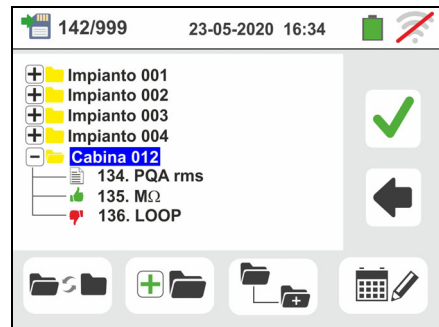 142/999 23-05-2020 16:34
Impianto 001
Impianto 002
Impianto 003
Impianto 004
Cabina 012
134. PQA rms
135. MΩ
136. LOOP